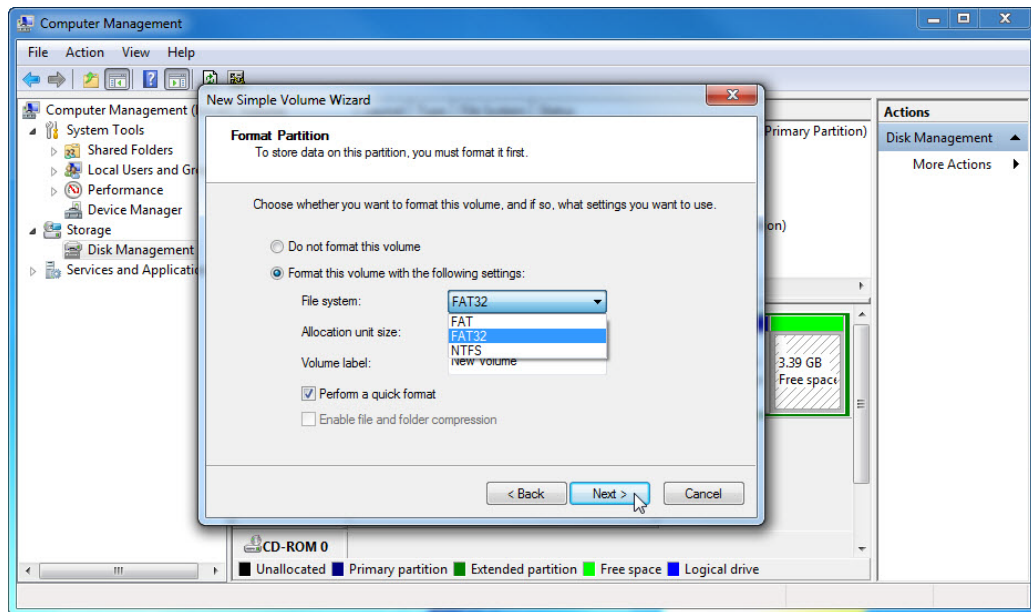 Computer Management
File Action View Help
Computer Management (
System Tools
Shared Folders
Local Users and Gr
Performance
Device Manager
Storage
Disk Management
Services and Applicatio
New Simple Volume Wizard
Format Partition
To store data on this partition, you must format it first.
Choose whether you want to format this volume, and if so, what settings you want to use.
Do not format this volume
Format this volume with the following settings:
File system: FAT32
FAT
Allocation unit size: FAT32
NTFS
Volume label: New Volume
Perform a quick format
Enable file and folder compression
< Back Next > Cancel
Primary Partition)
on)
3.39 GB
Free space
Actions
Disk Management
More Actions
CD-ROM 0
Unallocated Primary partition Extended partition Free space Logical drive